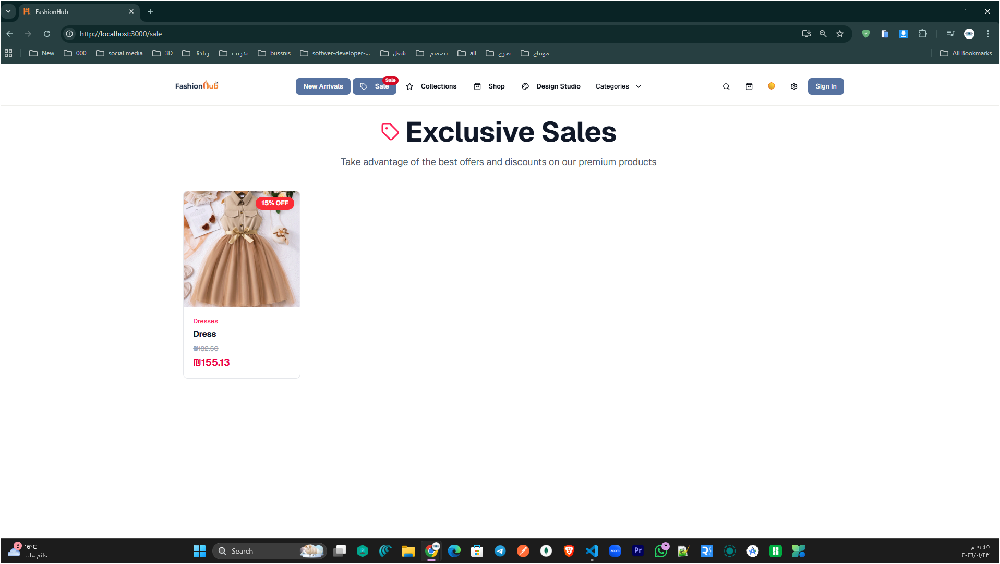 FashionHub
http://localhost:3000/sale
New
000
social media
3D
ريادة
تدريب
bussnis
softwer-developer-...
شغل
تصميم
all
تخرج
مونتاج
All Bookmarks
FashionHub
New Arrivals
Sale
Sale
Collections
Shop
Design Studio
Categories
Sign In
Exclusive Sales
Take advantage of the best offers and discounts on our premium products
15% OFF
Dresses
Dress
₪182.50
₪155.13
3
16°C
غائم غالبًا
Search
zoom
Pr
٣
٠٢:٢٥ م
٢٠٢٦/٠١/٢٣